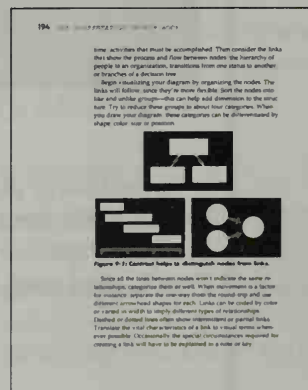 194
time, activities that must be accomplished. Then consider the links
that show the process and flow between nodes: the hierarchy of
people in an organization, transitions from one status to another
or branches of a decision tree.
Begin visualizing your diagram by organizing the nodes. The
links will follow, since they're more flexible. Sort the nodes into
like and unlike groups—this can help add dimension to the struc-
ture. Try to reduce these groups to about four categories. When
you draw your diagram, these categories can be differentiated by
shape, color, size or position.
Figure 9-7: Contrast helps to distinguish nodes from links.
Since all the lines between nodes won't indicate the same re-
lationships, categorize them as well. When movement is a factor
for instance, separate the one-way from the round-trip and use
different arrowhead shapes for each. Links can be coded by color
or varied in width to imply different types of relationships.
Dashed or dotted lines often show intermittent or partial links.
Translate the vital characteristics of a link to visual terms when-
ever possible. Occasionally the special circumstances required for
creating a link will have to be explained in a note or key.